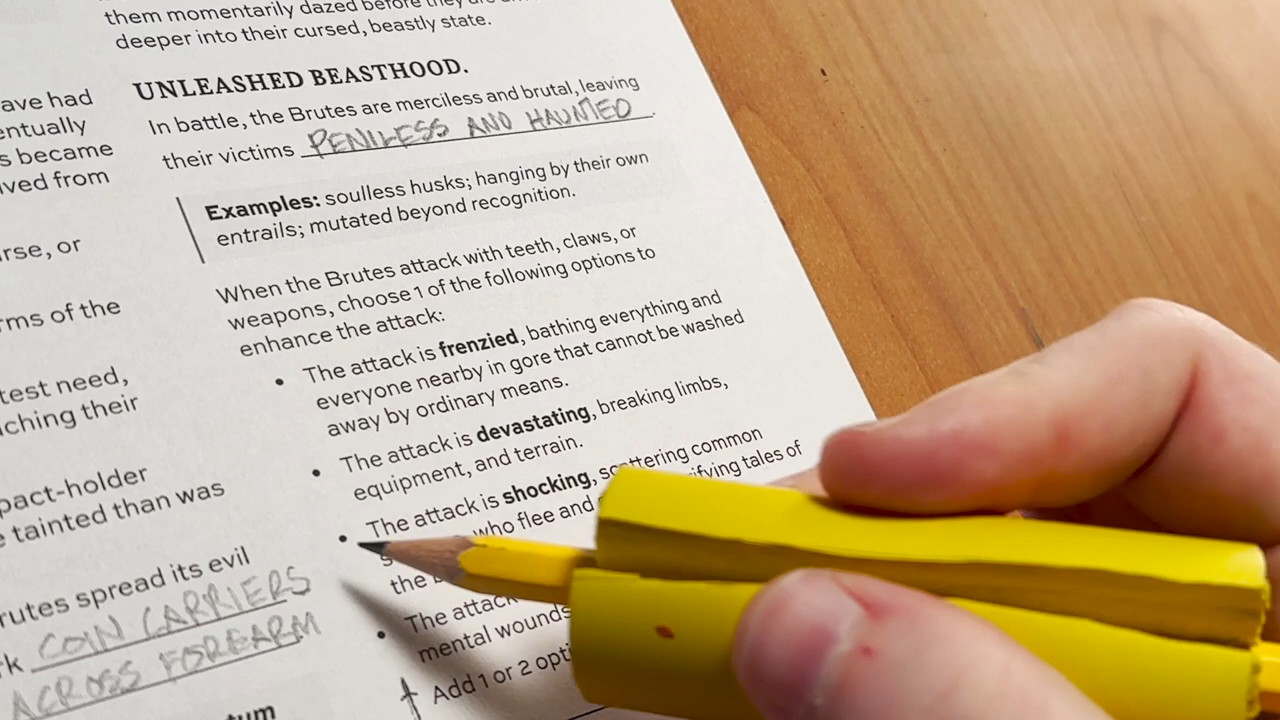 them momentarily dazed before they are
deeper into their cursed, beastly state.
UNLEASHED BEASTHOOD.
In battle, the Brutes are merciless and brutal, leaving
their victims PENILESS AND HAUNTED.
Examples: soulless husks; hanging by their own
entrails; mutated beyond recognition.
When the Brutes attack with teeth, claws, or
weapons, choose 1 of the following options to
enhance the attack:
• The attack is frenzied, bathing everything and
everyone nearby in gore that cannot be washed
away by ordinary means.
• The attack is devastating, breaking limbs,
equipment, and terrain.
• The attack is shocking, scattering common
who flee and tales of
the
• The attack
mental wounds
Add 1 or 2
ave had
entually
s became
ved from
rse, or
rms of the
test need,
ching their
pact-holder
e tainted than was
rutes spread its evil
rk COIN CARRIERS
ACROSS FOREARM
tum